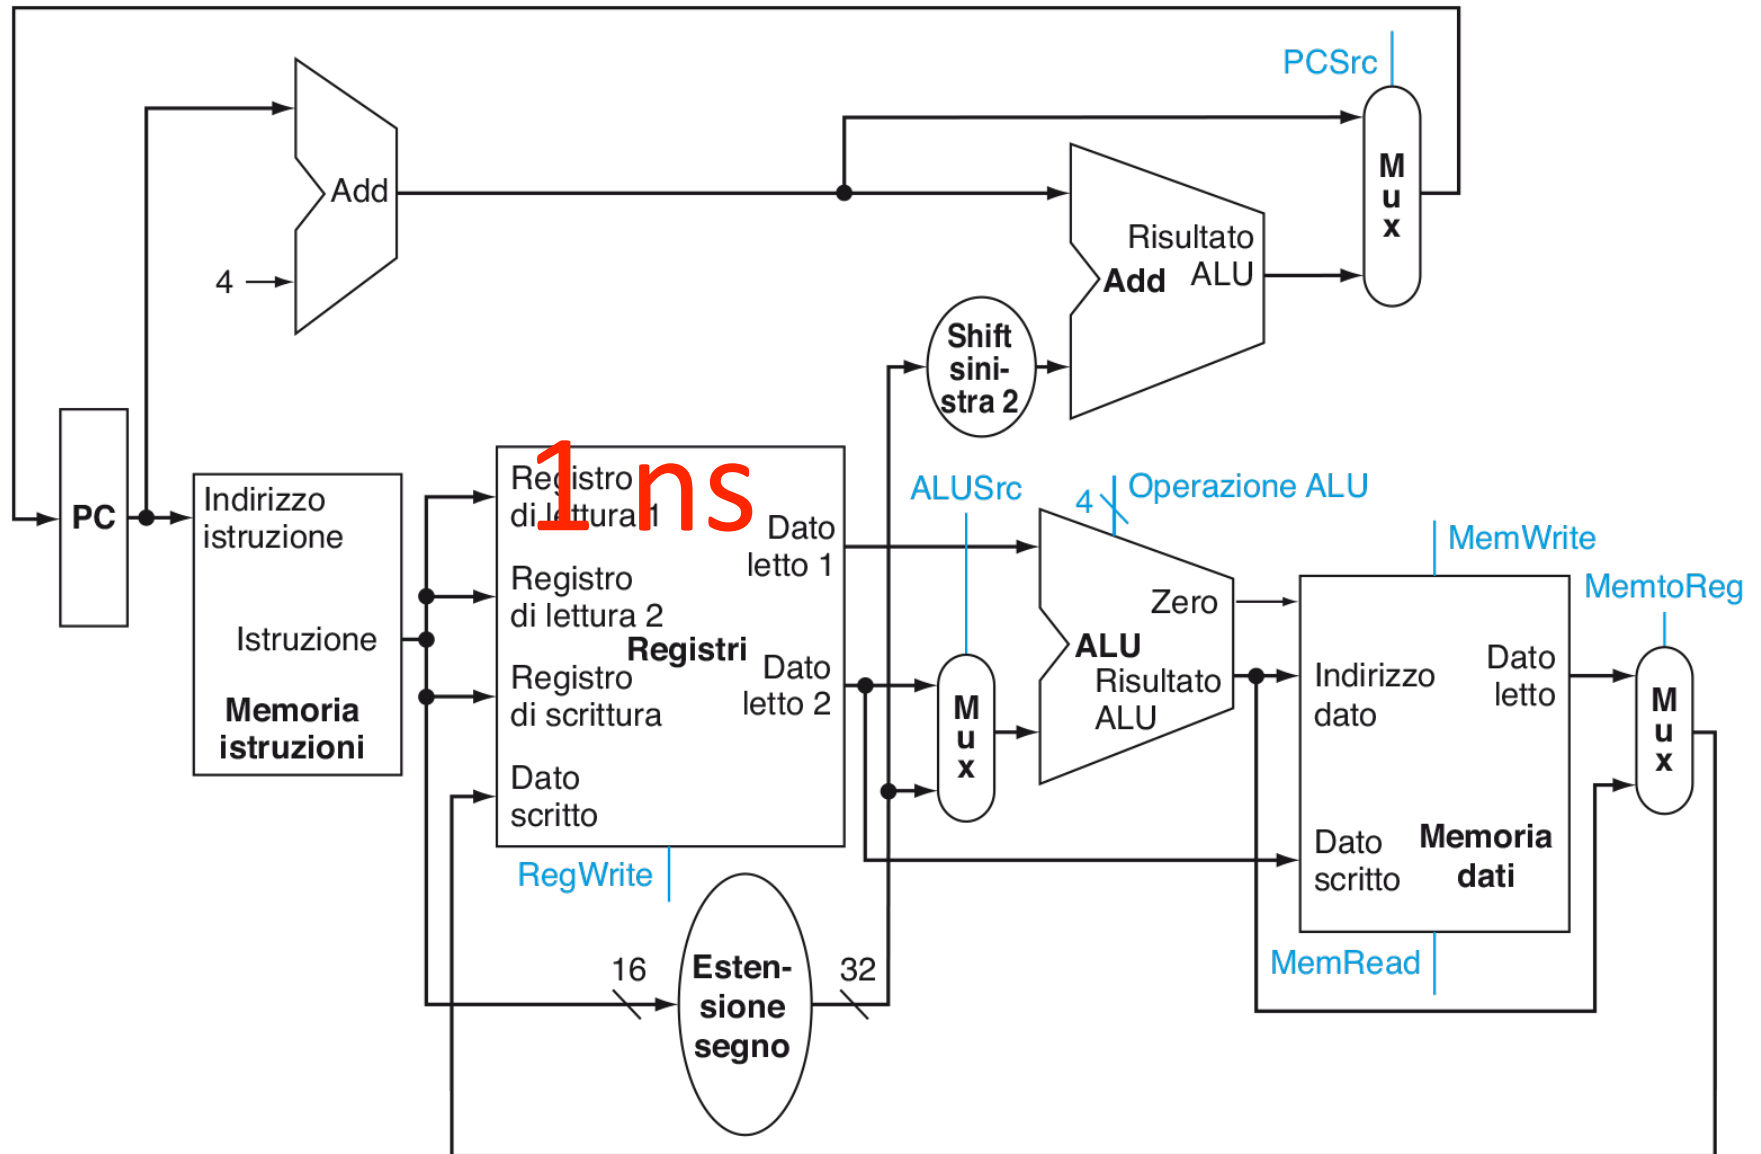 PCSrc
Add
4
M
u
x
Risultato
ALU
Add
Shift
sini-
stra 2
PC
Indirizzo
istruzione
Istruzione
Memoria
istruzioni
1 ns
Registro
di lettura 1
Registro
di lettura 2
Registri
Registro
di scrittura
Dato
scritto
Dato
letto 1
Dato
letto 2
RegWrite
16
Esten-
sione
segno
32
ALUSrc
M
u
x
4
Operazione ALU
Zero
ALU
Risultato
ALU
MemWrite
Indirizzo
dato
Dato
letto
Dato
scritto
Memoria
dati
MemRead
MemtoReg
M
u
x